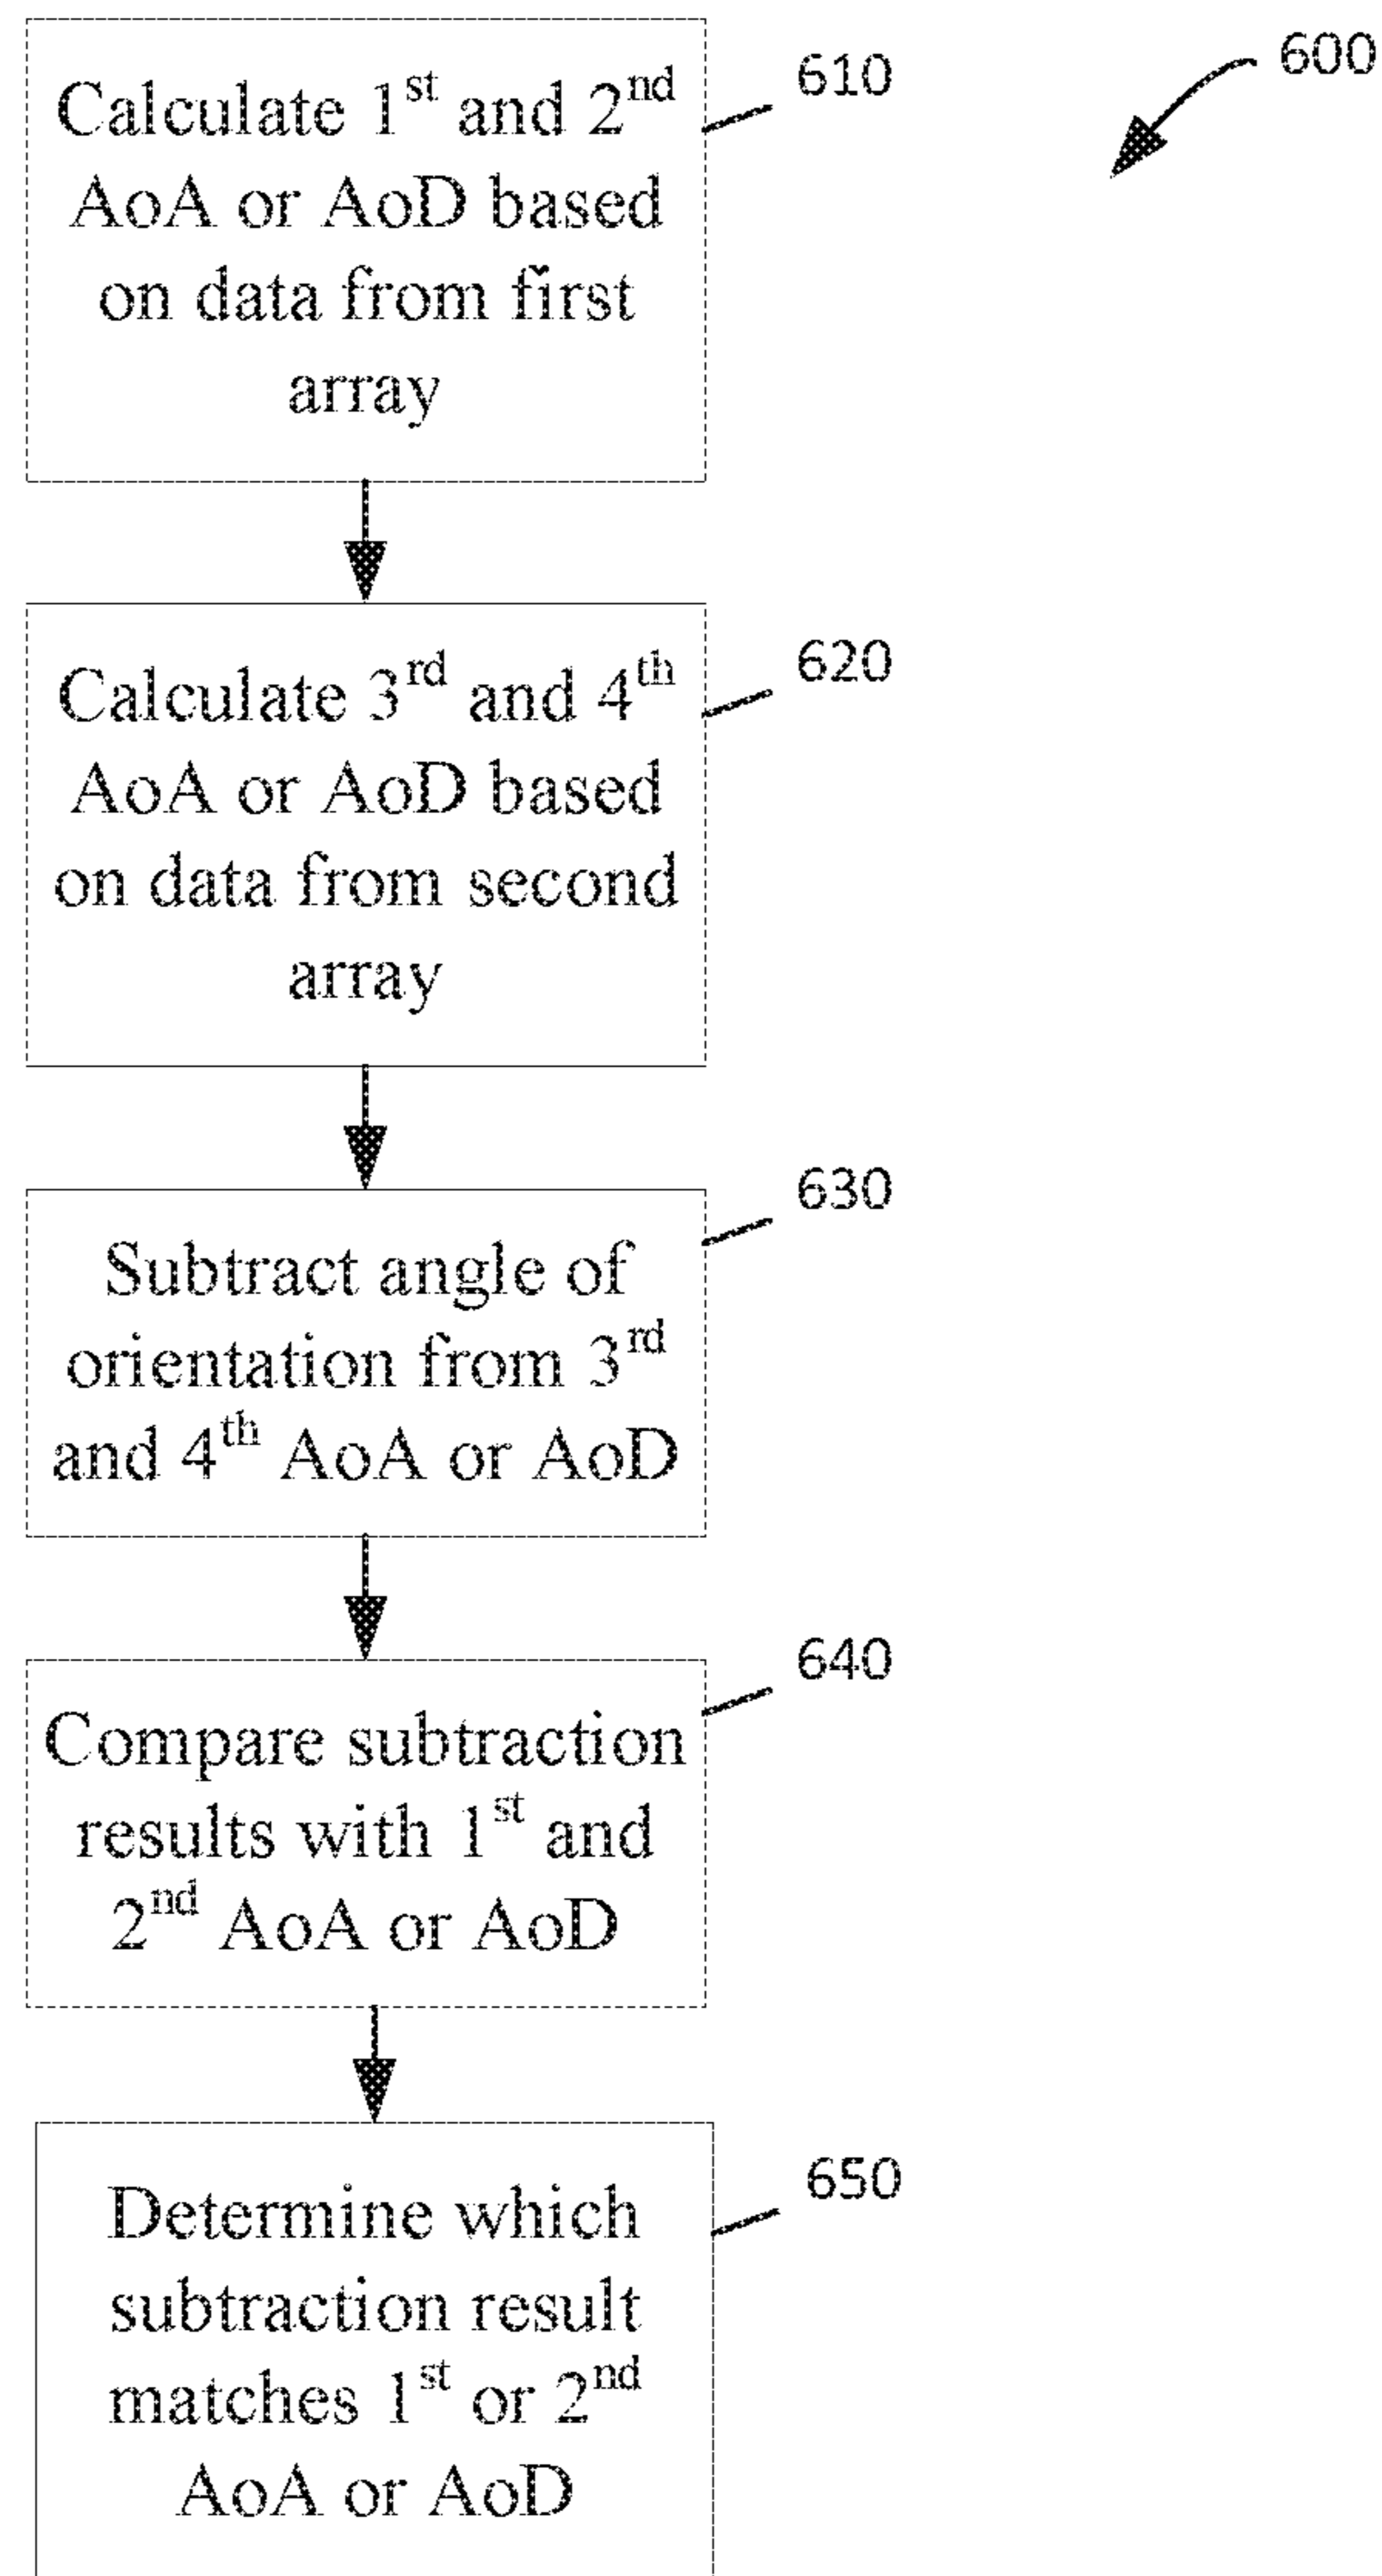 600
Calculate 1st and 2nd
AoA or AoD based
on data from first
array
610
Calculate 3rd and 4th
AoA or AoD based
on data from second
array
620
Subtract angle of
orientation from 3rd
and 4th AoA or AoD
630
Compare subtraction
results with 1st and
2nd AoA or AoD
640
Determine which
subtraction result
matches 1st or 2nd
AoA or AoD
650